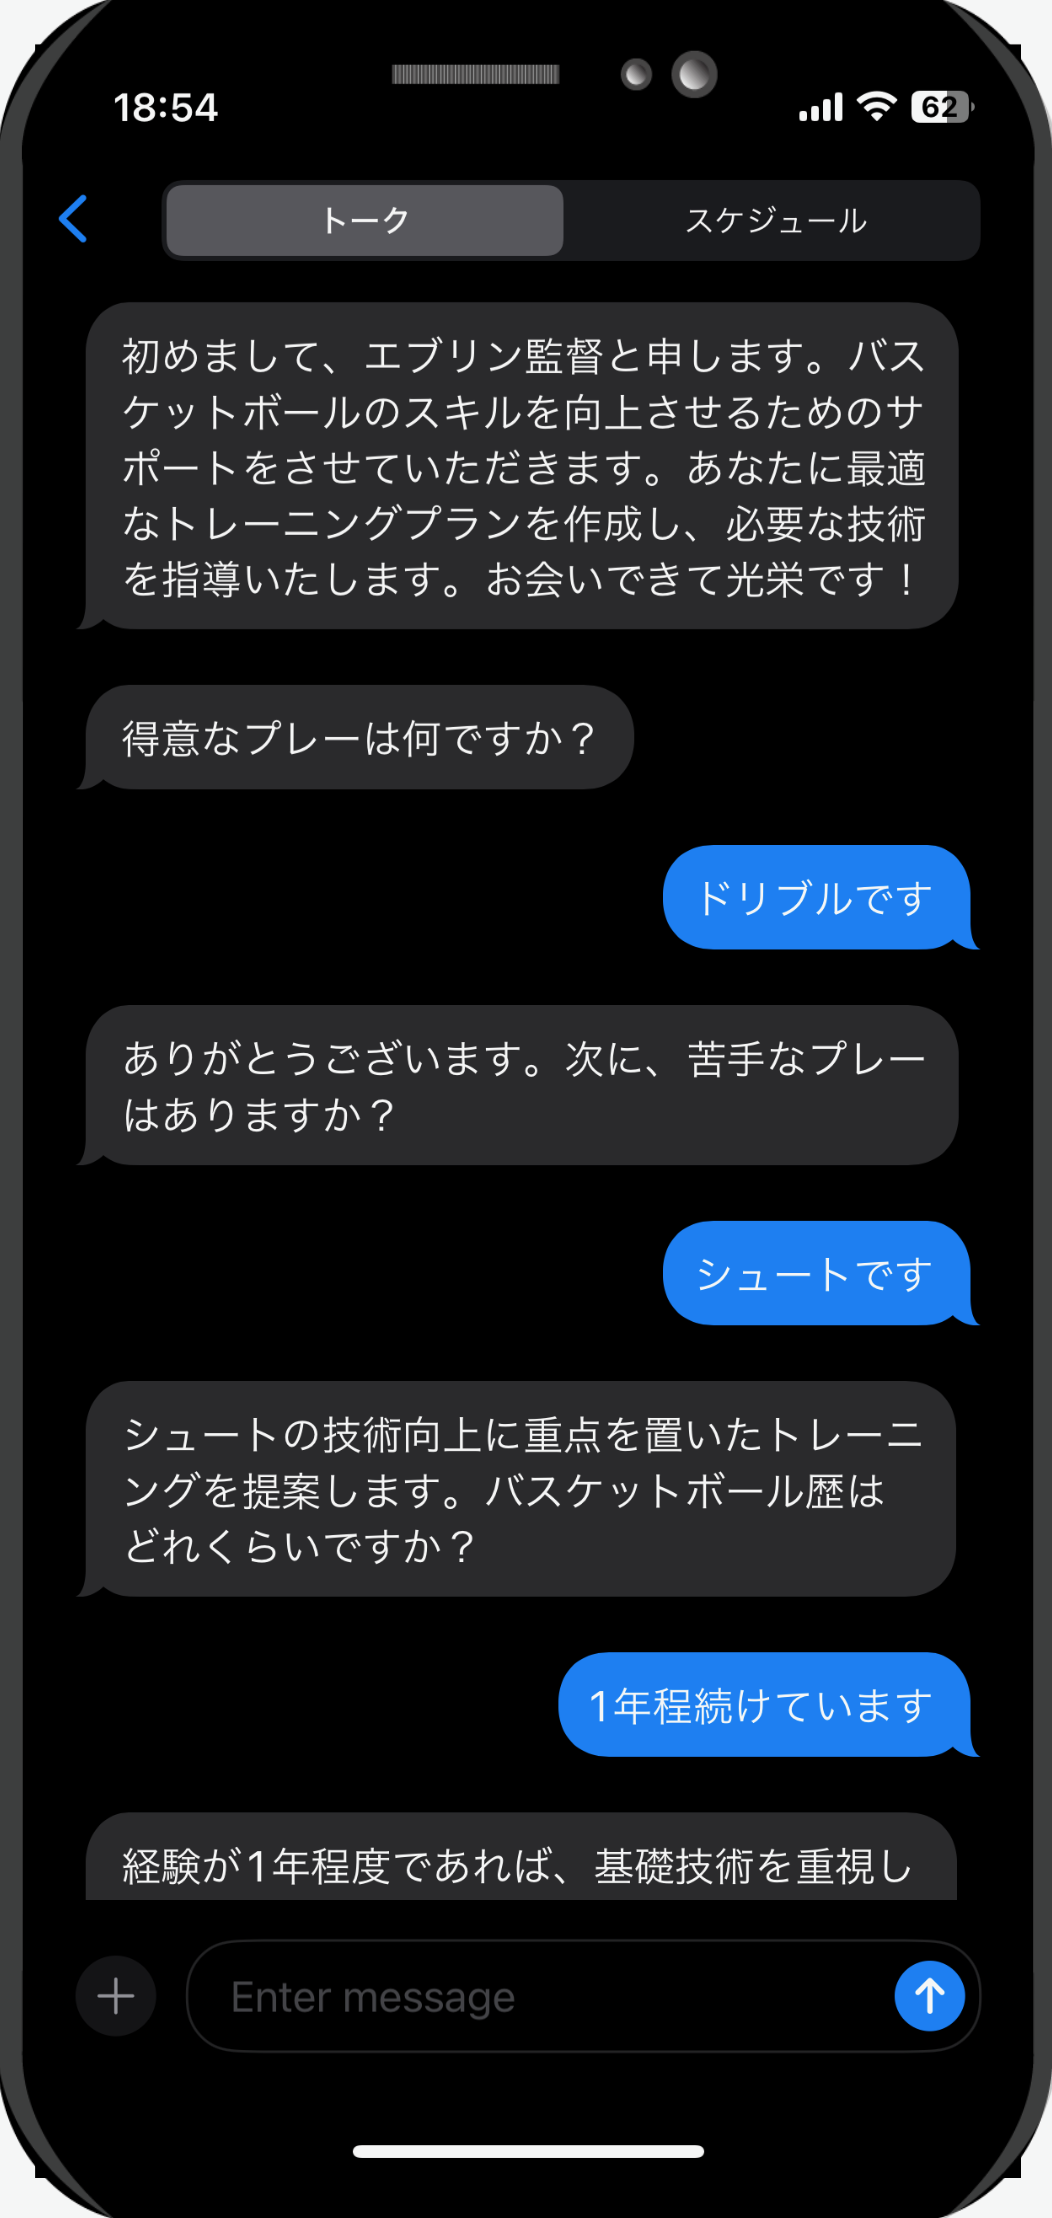 18:54
62
トーク
スケジュール
初めまして、エブリン監督と申します。バス
ケットボールのスキルを向上させるためのサ
ポートをさせていただきます。あなたに最適
なトレーニングプランを作成し、必要な技術
を指導いたします。お会いできて光栄です！
得意なプレーは何ですか？
ドリブルです
ありがとうございます。次に、苦手なプレー
はありますか？
シュートです
シュートの技術向上に重点を置いたトレーニ
ングを提案します。バスケットボール歴は
どれくらいですか？
1年程続けています
経験が1年程度であれば、基礎技術を重視し
Enter message